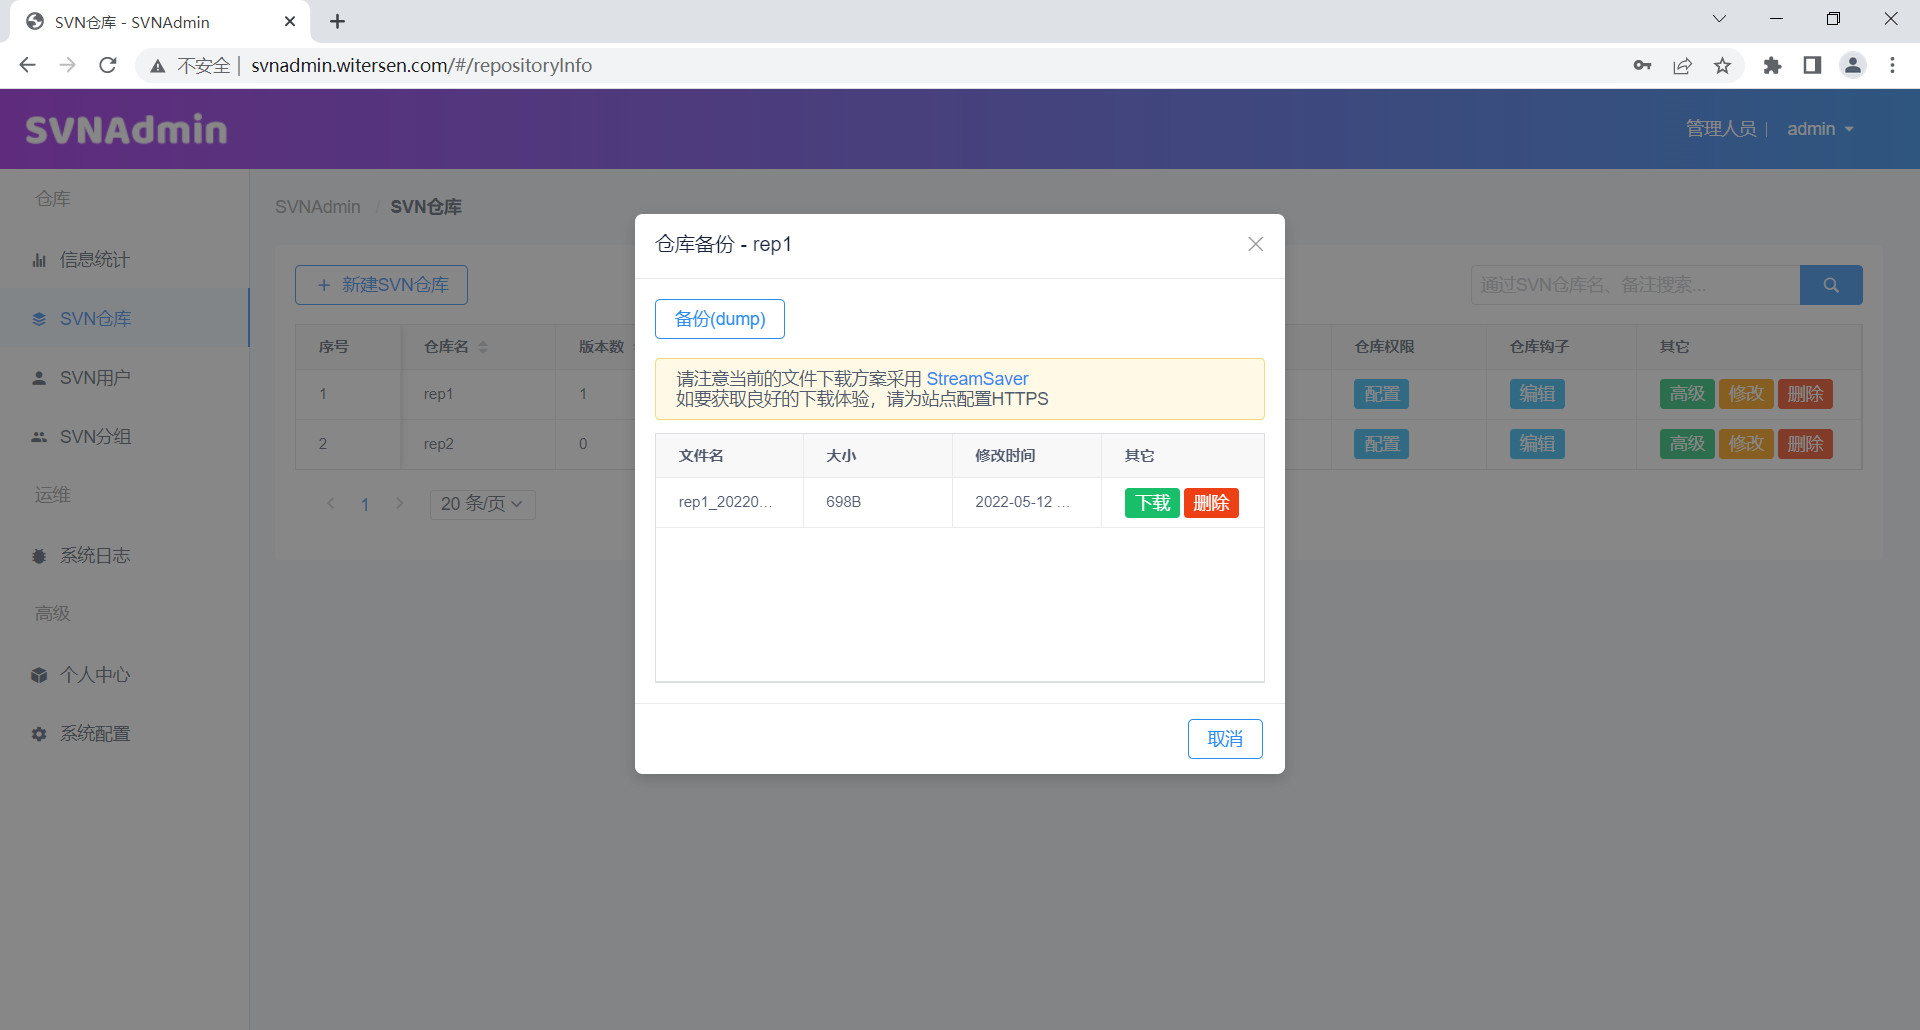 SVN仓库 - SVNAdmin
不安全 | svnadmin.witersen.com/#/repositoryInfo
SVNAdmin
管理人员 | admin
仓库
信息统计
SVN仓库
SVN用户
SVN分组
运维
系统日志
高级
个人中心
系统配置
SVNAdmin / SVN仓库
+ 新建SVN仓库
通过SVN仓库名、备注搜索...
序号 仓库名 版本数 仓库权限 仓库钩子 其它
1 rep1 1 配置 编辑 高级 修改 删除
2 rep2 0 配置 编辑 高级 修改 删除
1 20 条/页
仓库备份 - rep1
备份(dump)
请注意当前的文件下载方案采用 StreamSaver
如要获取良好的下载体验，请为站点配置HTTPS
文件名 大小 修改时间 其它
rep1_20220... 698B 2022-05-12 ... 下载 删除
取消